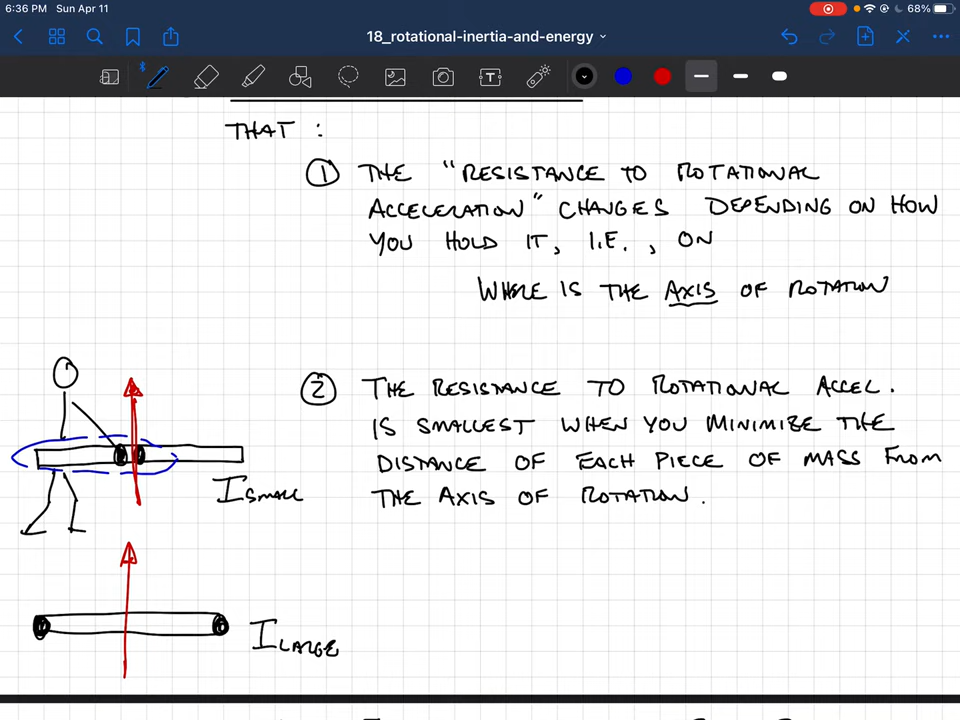 6:36 PM Sun Apr 11
68%
18_rotational-inertia-and-energy
T
THAT :
① THE "RESISTANCE TO ROTATIONAL
ACCELERATION" CHANGES DEPENDING ON HOW
YOU HOLD IT, I.E., ON
WHERE IS THE AXIS OF ROTATION
② THE RESISTANCE TO ROTATIONAL ACCEL.
IS SMALLEST WHEN YOU MINIMIZE THE
DISTANCE OF EACH PIECE OF MASS FROM
THE AXIS OF ROTATION.
I SMALL
I LARGE